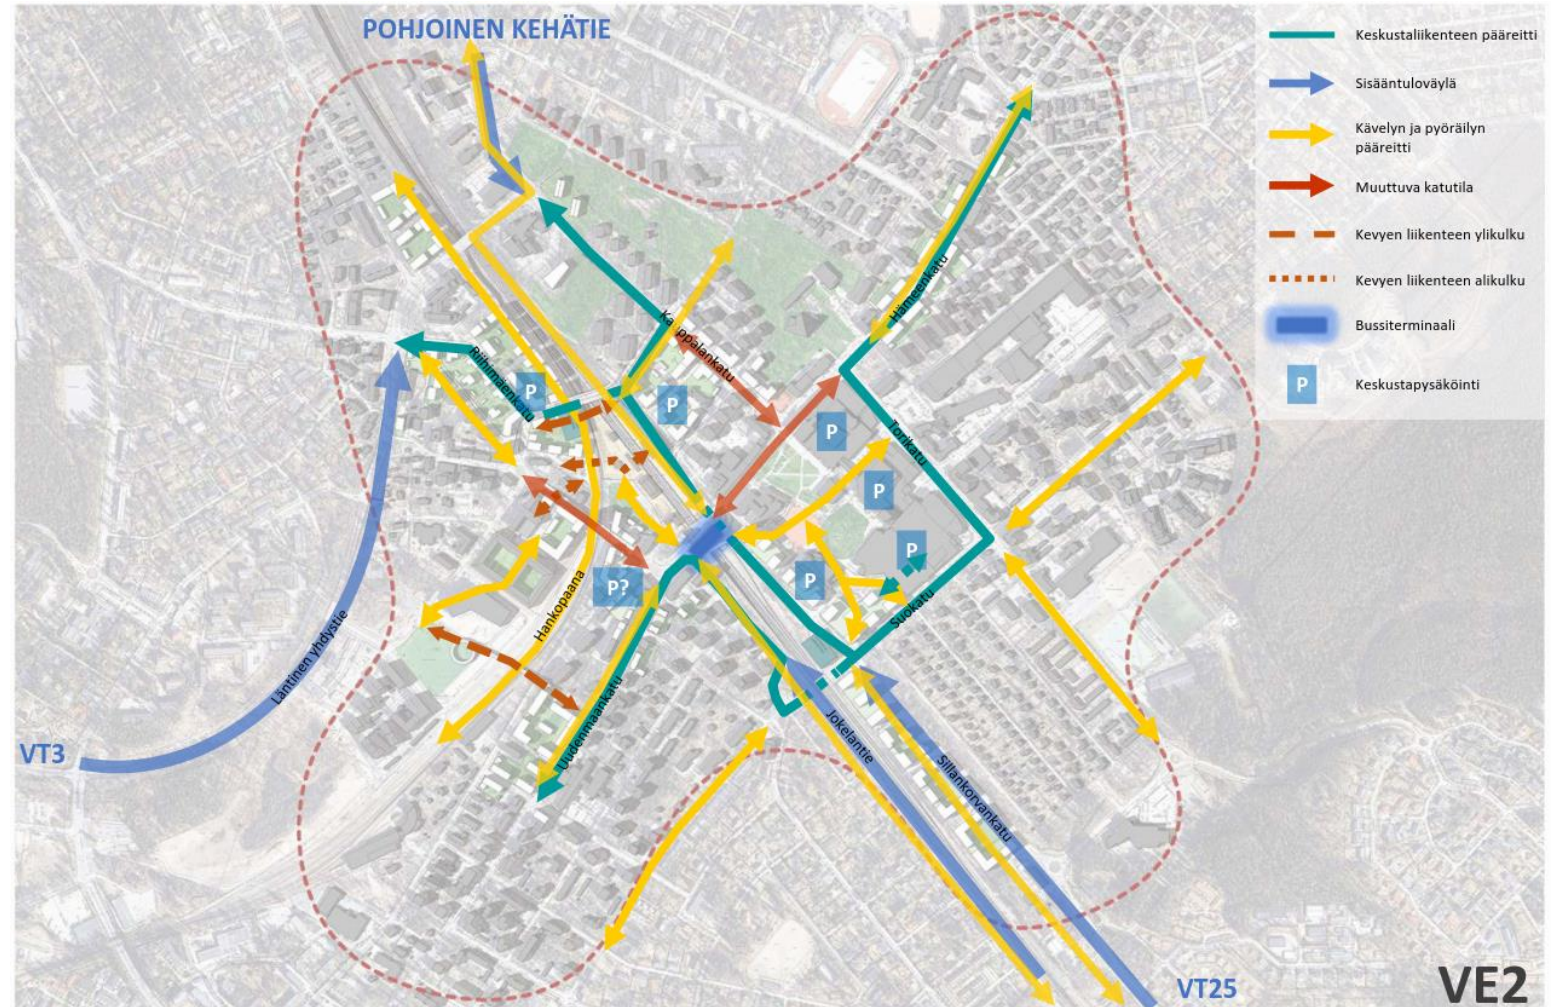 POHJOINEN KEHÄTIE
Keskustaliikenteen pääreitti
Sisääntuloväylä
Kävelyn ja pyöräilyn
pääreitti
Muuttuva katutila
Kevyen liikenteen ylikulku
Kevyen liikenteen alikulku
Bussiterminaali
P
Keskustapysäköinti
Hämeenkatu
Kauppalankatu
Riihimäenkatu
P
P
P
Torikatu
P
P
P
P?
Suokatu
Hankopaana
Läntinen yhdystie
Uudenmaankatu
Jokelantie
Sillankorvankatu
VT3
VT25
VE2